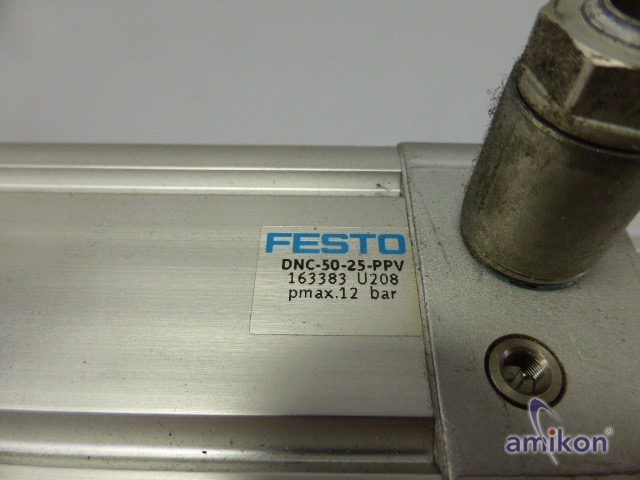 FESTO
DNC-50-25-PPV
163383 U208
pmax.12 bar
amikon